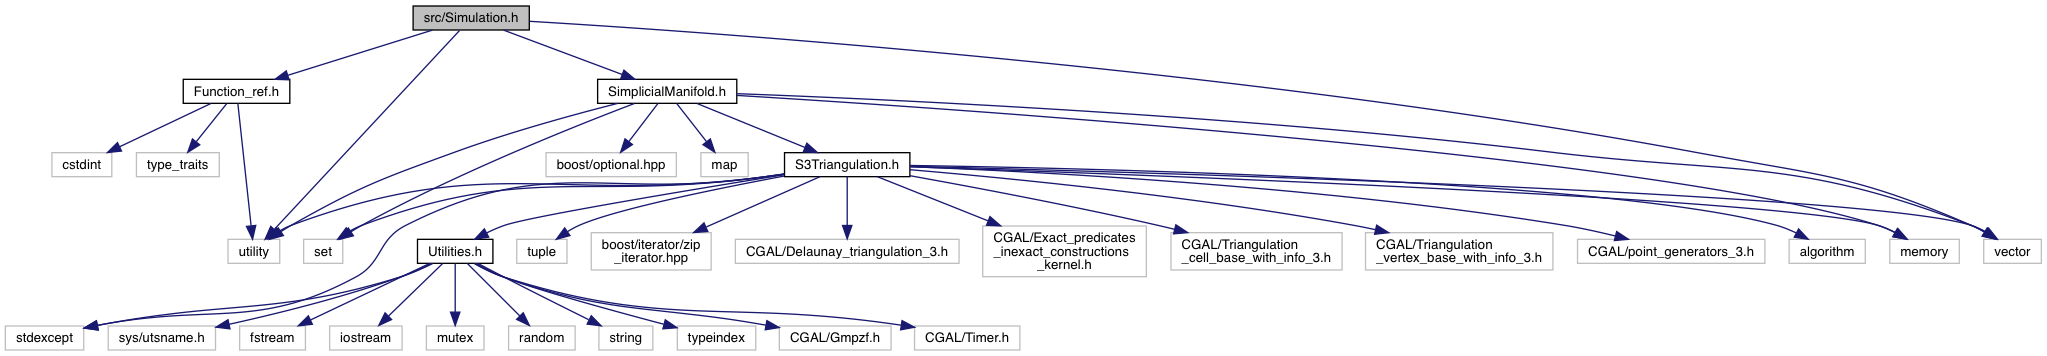 src/Simulation.h
Function_ref.h
SimplicialManifold.h
cstdint
type_traits
boost/optional.hpp
map
S3Triangulation.h
utility
set
Utilities.h
tuple
boost/iterator/zip
_iterator.hpp
CGAL/Delaunay_triangulation_3.h
CGAL/Exact_predicates
_inexact_constructions
_kernel.h
CGAL/Triangulation
_cell_base_with_info_3.h
CGAL/Triangulation
_vertex_base_with_info_3.h
CGAL/point_generators_3.h
algorithm
memory
vector
stdexcept
sys/utsname.h
fstream
iostream
mutex
random
string
typeindex
CGAL/Gmpzf.h
CGAL/Timer.h